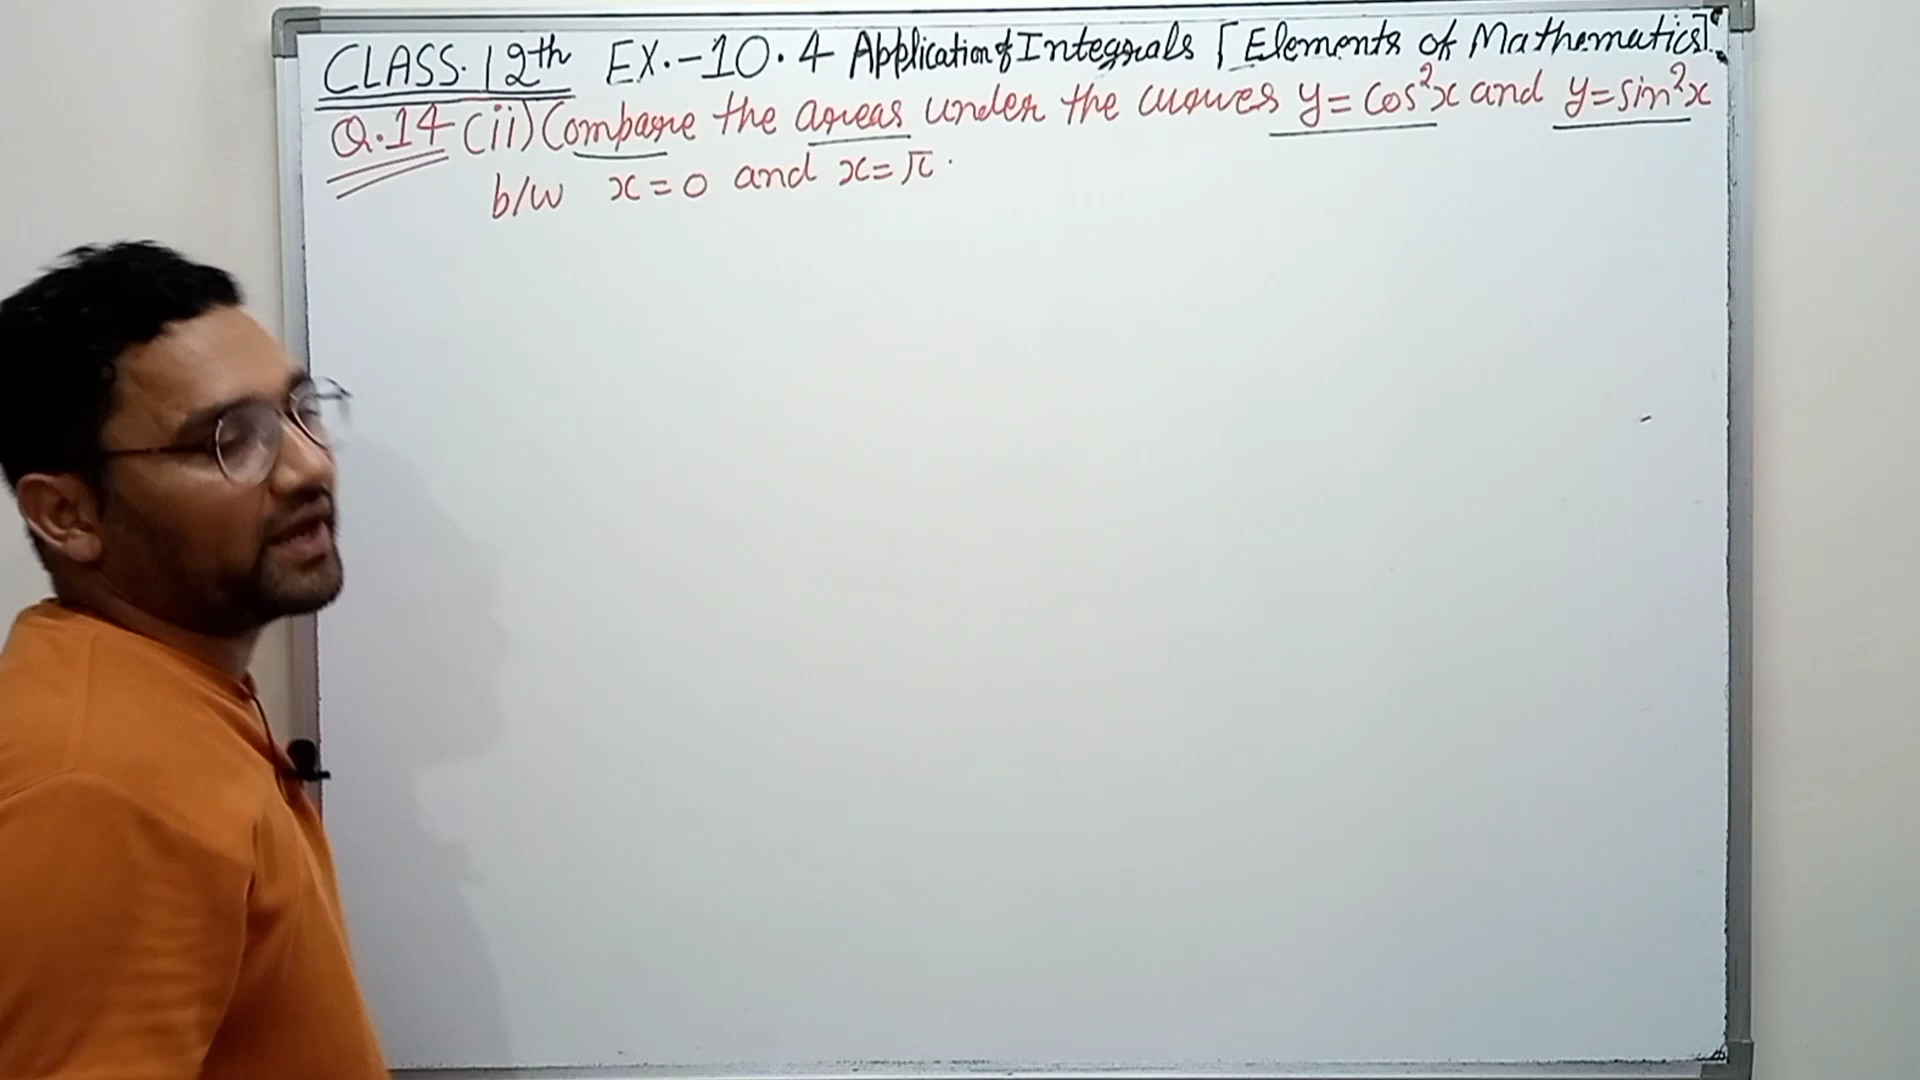 CLASS. 12th EX.-10.4 Application of Integrals [Elements of Mathematics]
Q.14 (ii) Compare the areas under the curves y=cos²x and y=sin²x
b/w x=0 and x=π.